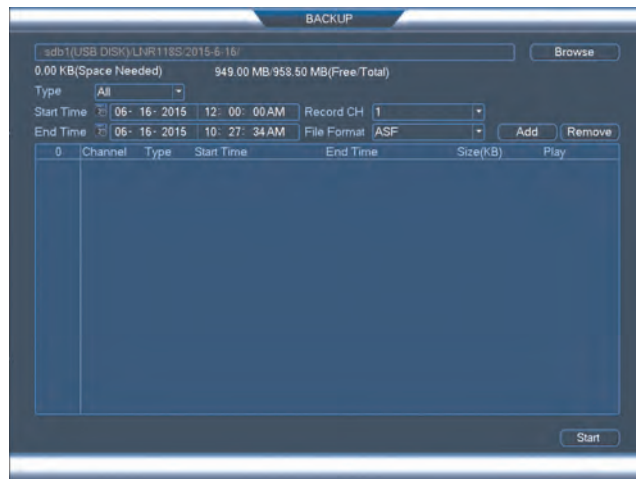 BACKUP
sdb1(USB DISK)/LNR118S/2015-6-16/ Browse
0.00 KB(Space Needed) 949.00 MB/958.50 MB(Free/Total)
Type All
Start Time 06- 16- 2015 12: 00: 00 AM Record CH 1
End Time 06- 16- 2015 10: 27: 34 AM File Format ASF Add Remove
0 Channel Type Start Time End Time Size(KB) Play
Start